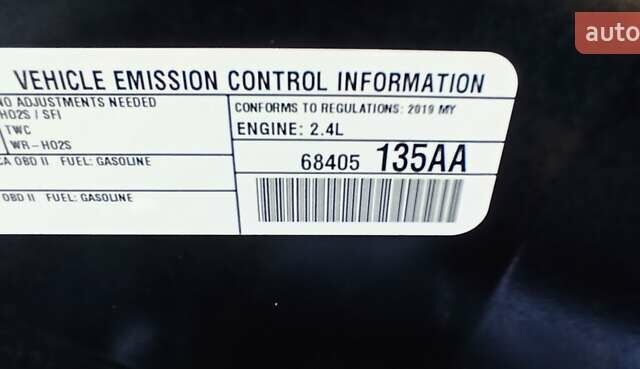 auto
VEHICLE EMISSION CONTROL INFORMATION
NO ADJUSTMENTS NEEDED
HO2S / SFI
TWC
WR-HO2S
CA OBD II FUEL: GASOLINE
OBD II FUEL: GASOLINE
CONFORMS TO REGULATIONS: 2019 MY
ENGINE: 2.4L
68405 135AA